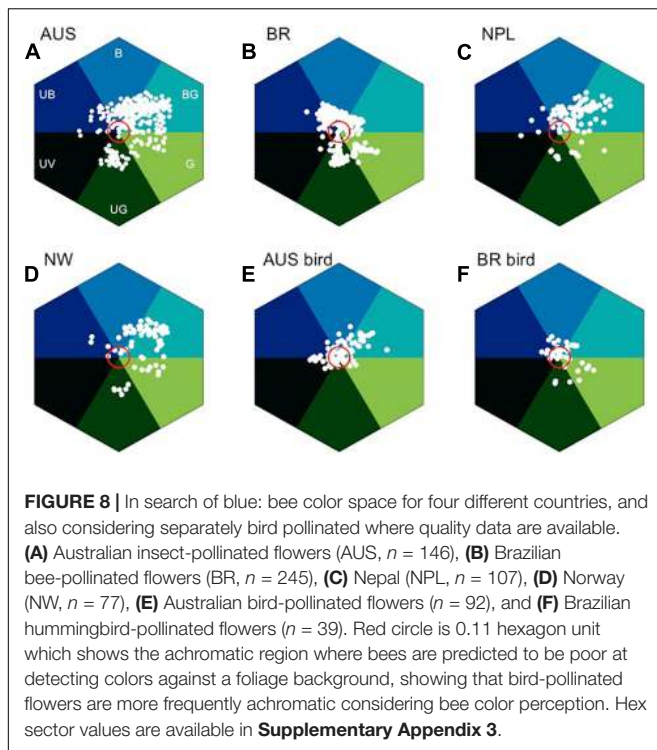 AUS
BR
NPL
A
B
C
B
UB
BG
UV
G
UG
NW
AUS bird
BR bird
D
E
F
FIGURE 8 | In search of blue: bee color space for four different countries, and
also considering separately bird pollinated where quality data are available.
(A) Australian insect-pollinated flowers (AUS, n = 146), (B) Brazilian
bee-pollinated flowers (BR, n = 245), (C) Nepal (NPL, n = 107), (D) Norway
(NW, n = 77), (E) Australian bird-pollinated flowers (n = 92), and (F) Brazilian
hummingbird-pollinated flowers (n = 39). Red circle is 0.11 hexagon unit
which shows the achromatic region where bees are predicted to be poor at
detecting colors against a foliage background, showing that bird-pollinated
flowers are more frequently achromatic considering bee color perception. Hex
sector values are available in Supplementary Appendix 3.